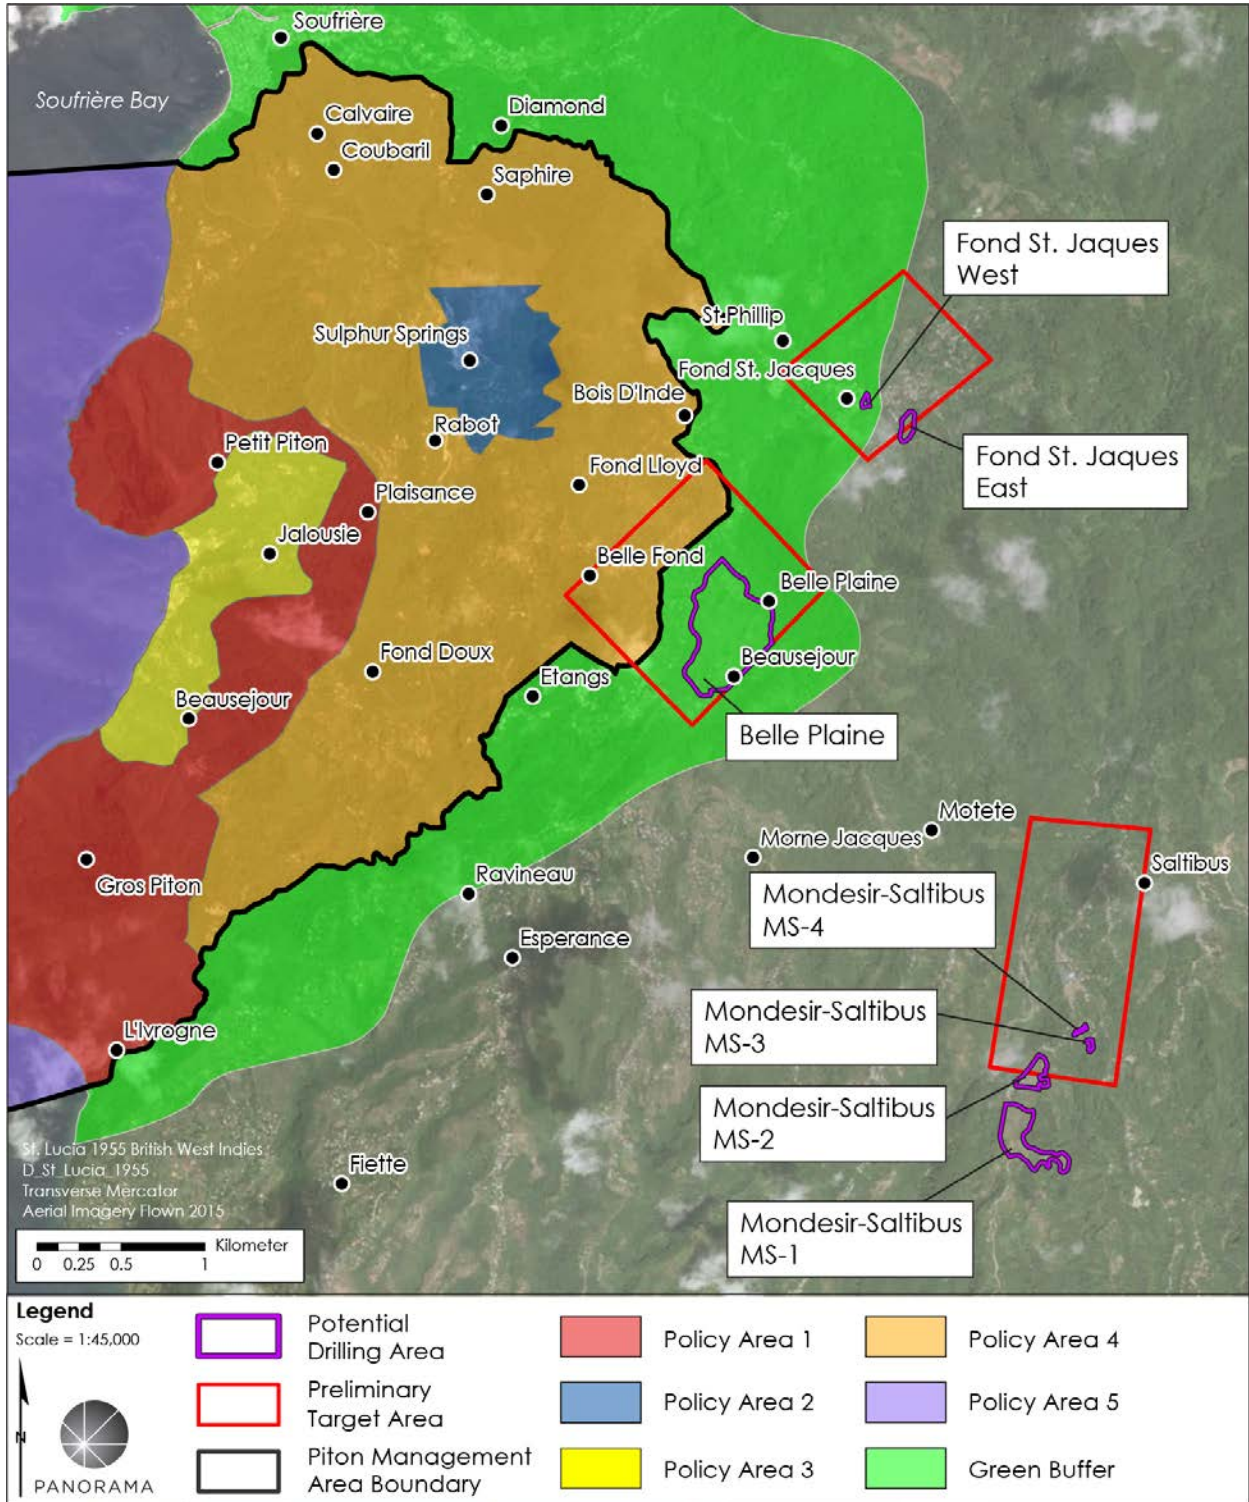 Soufrière
Soufrière Bay
Diamond
Calvaire
Coubaril
Saphire
Fond St. Jaques
West
St.Phillip
Sulphur Springs
Fond St. Jacques
Bois D'Inde
Rabot
Petit Piton
Fond St. Jaques
East
Fond Lloyd
Plaisance
Jalousie
Belle Fond
Belle Plaine
Fond Doux
Beausejour
Etangs
Beausejour
Belle Plaine
Motete
Morne Jacques
Saltibus
Gros Piton
Ravineau
Mondesir-Saltibus
MS-4
Esperance
Mondesir-Saltibus
MS-3
L'Ivrogne
Mondesir-Saltibus
MS-2
St. Lucia 1955 British West Indies
D_St_Lucia_1955
Transverse Mercator
Aerial Imagery Flown 2015
Fiette
Mondesir-Saltibus
MS-1
Kilometer
0 0.25 0.5 1
Legend
Scale = 1:45,000
N
PANORAMA
Potential
Drilling Area
Preliminary
Target Area
Piton Management
Area Boundary
Policy Area 1
Policy Area 2
Policy Area 3
Policy Area 4
Policy Area 5
Green Buffer